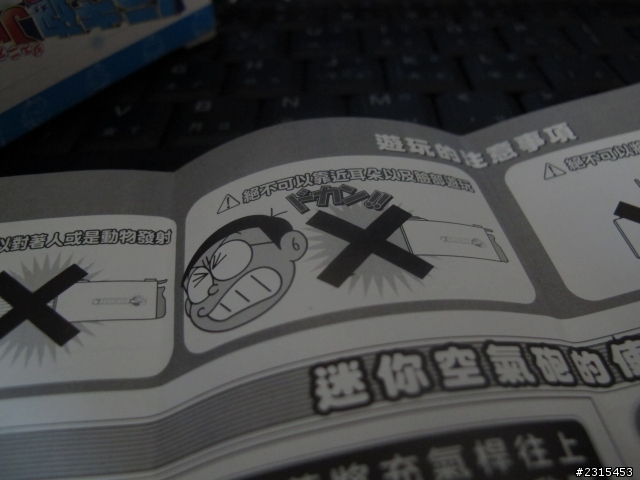 遊玩的注意事項
以對著人或是動物發射
絕不可以靠近耳朵以及臉部遊玩
絕不可以
ドカン!!
迷你空氣砲的使
將充氣桿往上
#2315453